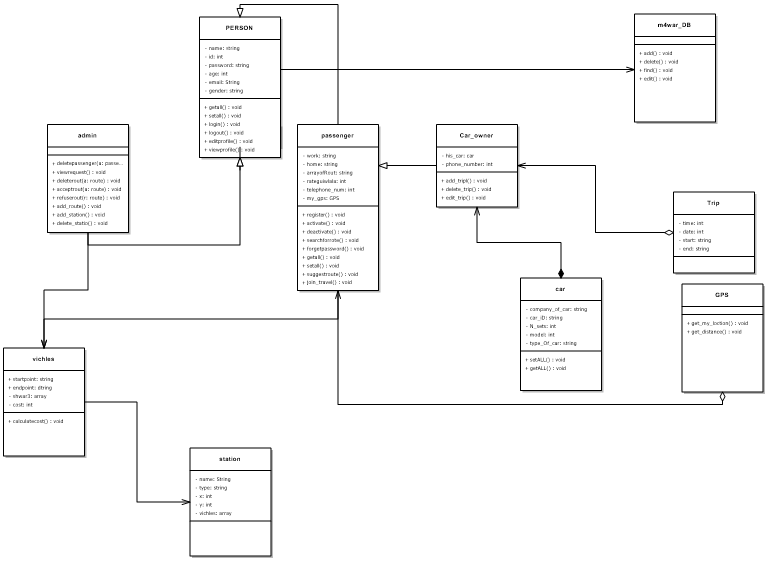 PERSON
- name: string
- id: int
- password: string
- age: int
- email: String
- gender: string
+ getall() : void
+ setall() : void
+ login() : void
+ logout() : void
+ editprofile() : void
+ viewprofile() : void
m4war_DB
+ add() : void
+ delete() : void
+ find() : void
+ edit() : void
admin
+ deletepassenger(a: passe...
+ viewrequest() : void
+ deleterout(a: route) : void
+ acceptrout(a: route) : void
+ refuserout(r: route) : void
+ add_route() : void
+ add_station() : void
+ delete_statio() : void
passenger
- work: string
- home: string
- arrayofRout: string
- telephone_num: int
- my_gps: GPS
+ register() : void
+ activate() : void
+ deactivate() : void
+ searchforrote() : void
+ forgetpassword() : void
+ getall() : void
+ setall() : void
+ suggestroute() : void
+ join_travel() : void
Car_owner
- his_car: car
- phone_number: int
+ add_trip() : void
+ delete_trip() : void
+ edit_trip() : void
Trip
- time: int
- date: int
- start: string
- end: string
GPS
+ get_my_loction() : void
+ get_distance() : void
car
- company_of_car: string
- car_iD: string
- N_sets: int
- model: int
- type_Of_car: string
+ setALL() : void
+ getALL() : void
vichles
+ startpoint: string
+ endpoint: string
- shwar3: array
- cost: int
+ calculatecost() : void
station
- name: String
- type: string
- x: int
- y: int
- vichles: array